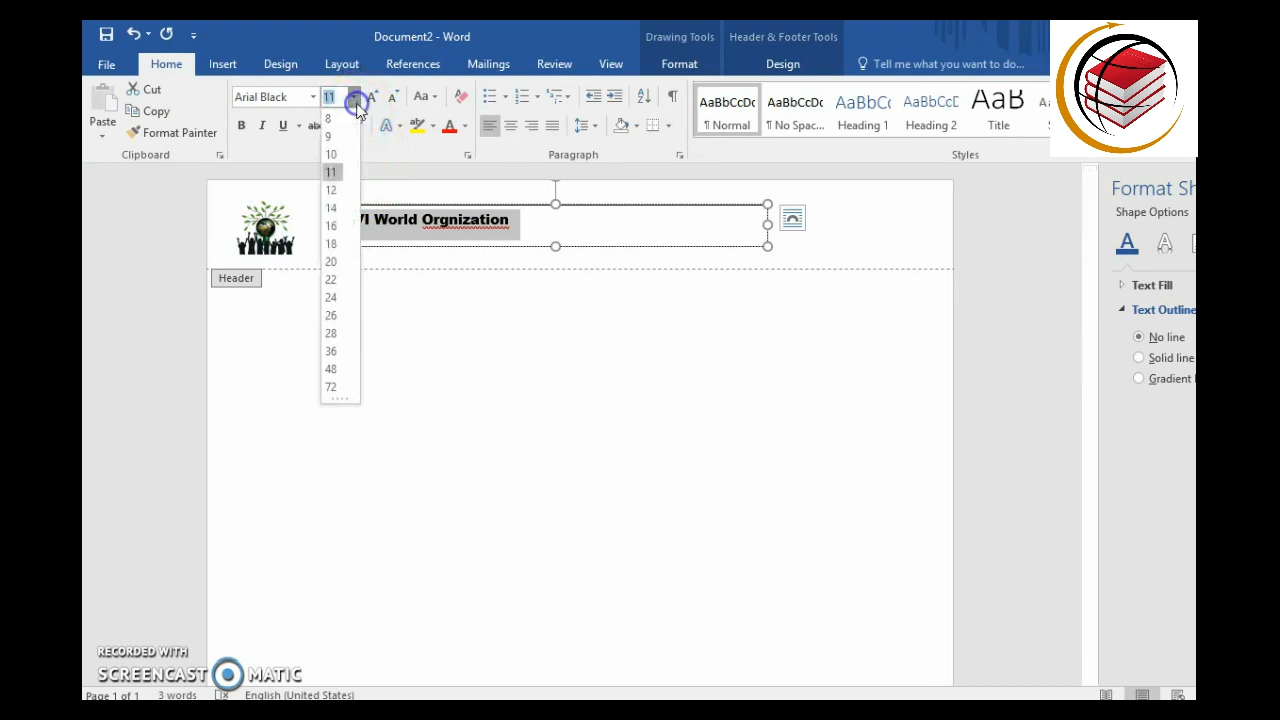 Document2 - Word
Drawing Tools
Header & Footer Tools
File
Home
Insert
Design
Layout
References
Mailings
Review
View
Format
Design
Tell me what you want to do...
Cut
Copy
Format Painter
Paste
Clipboard
Arial Black
11
Aa
B I U abc
Paragraph
AaBbCcDc
¶ Normal
AaBbCcDc
¶ No Spac...
AaBbCc
Heading 1
AaBbCcD
Heading 2
AaB
Title
Styles
8
9
10
11
12
14
16
18
20
22
24
26
28
36
48
72
World Orgnization
Header
Format Sh
Shape Options
Text Fill
Text Outline
No line
Solid line
Gradient
RECORDED WITH
SCREENCAST MATIC
Page 1 of 1
3 words
English (United States)